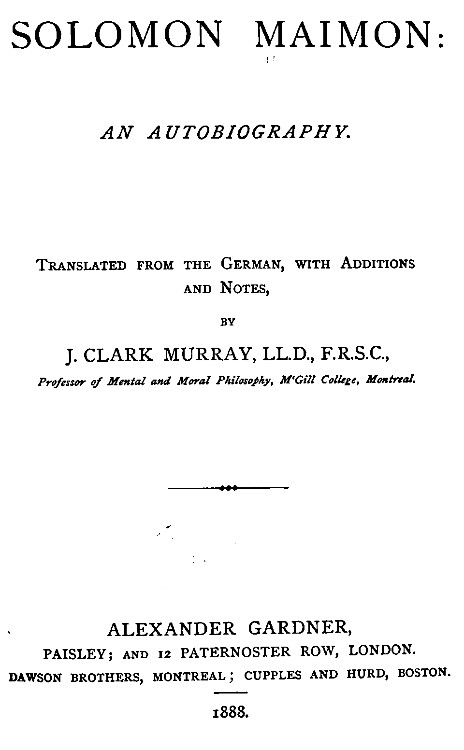 SOLOMON MAIMON:
AN AUTOBIOGRAPHY.
TRANSLATED FROM THE GERMAN, WITH ADDITIONS
AND NOTES,
BY
J. CLARK MURRAY, LL.D., F.R.S.C.,
Professor of Mental and Moral Philosophy, M‘Gill College, Montreal.
ALEXANDER GARDNER,
PAISLEY; AND 12 PATERNOSTER ROW, LONDON.
DAWSON BROTHERS, MONTREAL; CUPPLES AND HURD, BOSTON.
1888.